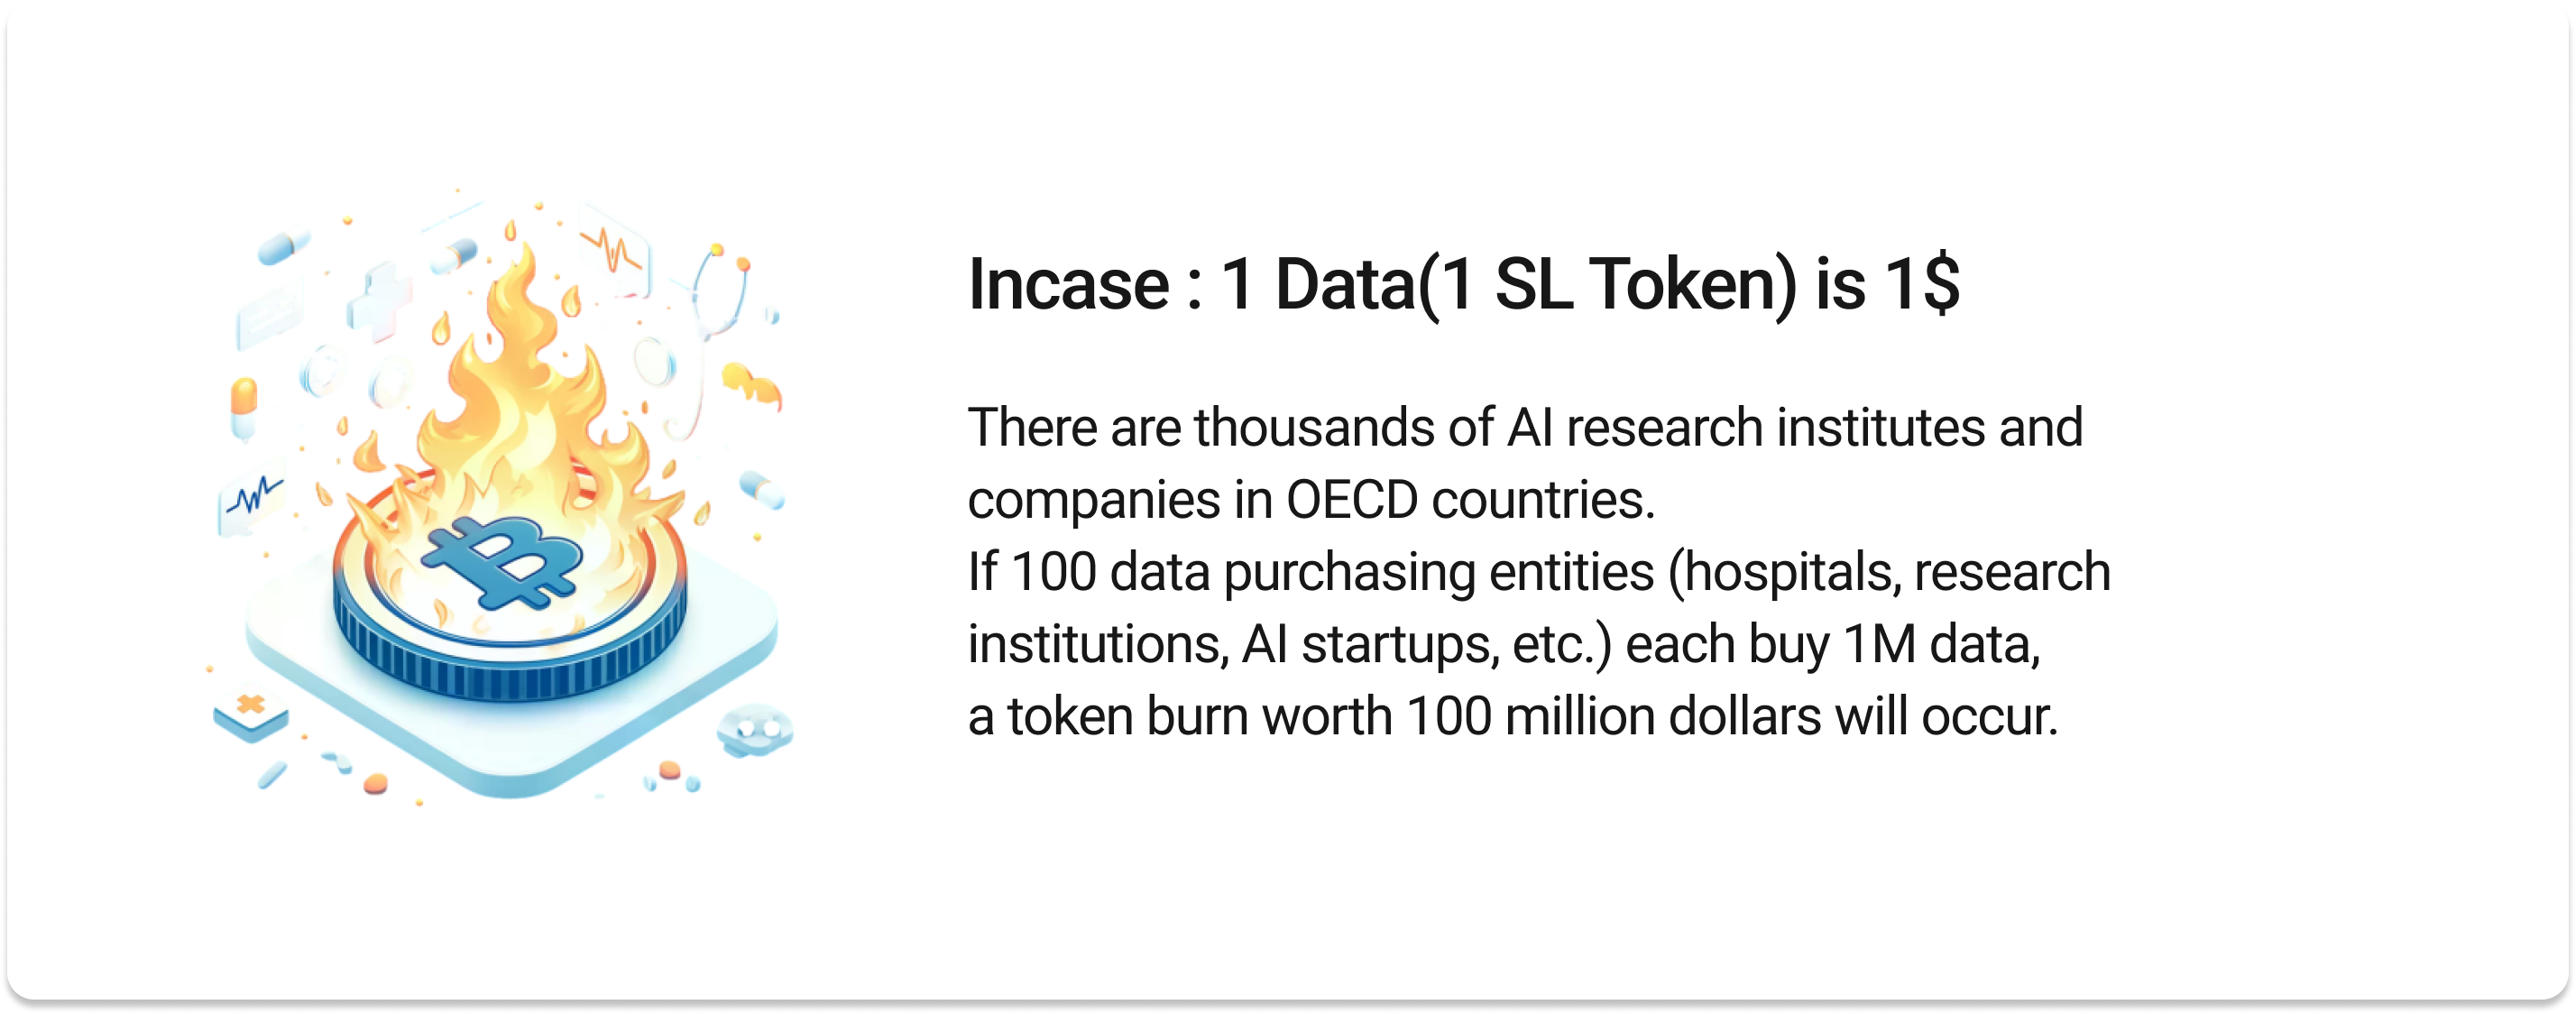 Incase : 1 Data(1 SL Token) is 1$
There are thousands of AI research institutes and
companies in OECD countries.
If 100 data purchasing entities (hospitals, research
institutions, AI startups, etc.) each buy 1M data,
a token burn worth 100 million dollars will occur.